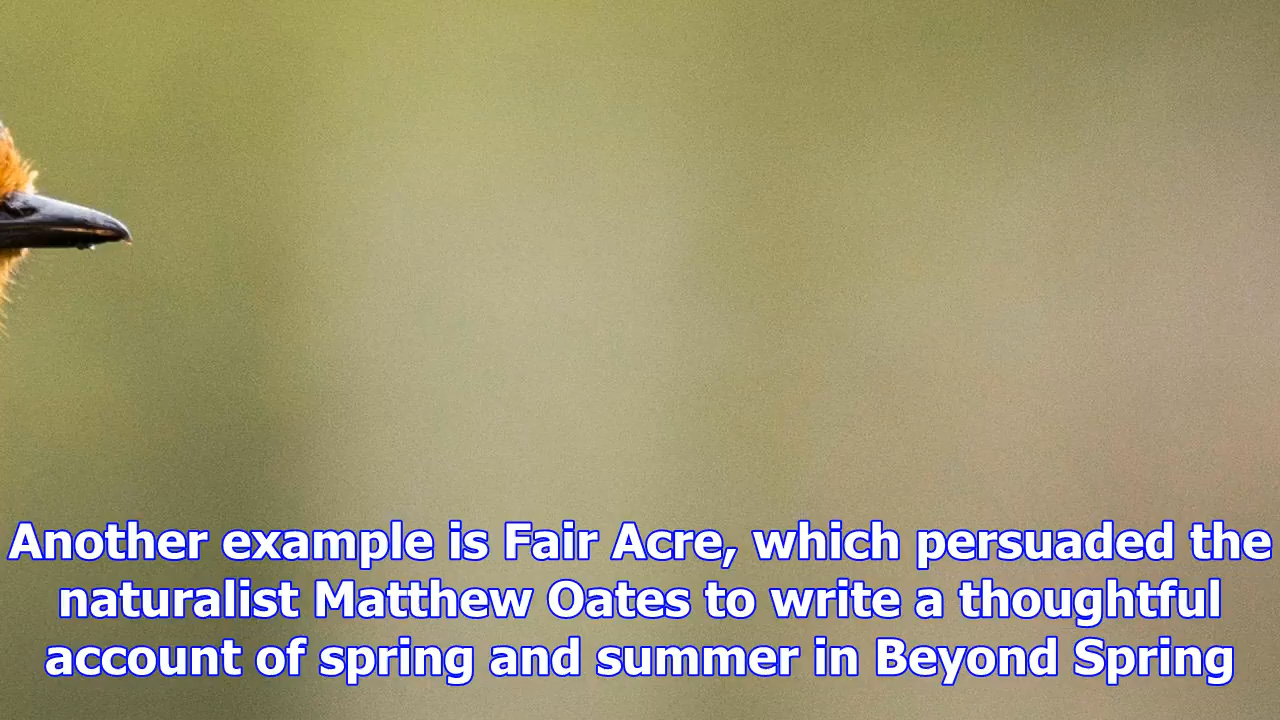 Another example is Fair Acre, which persuaded the
naturalist Matthew Oates to write a thoughtful
account of spring and summer in Beyond Spring